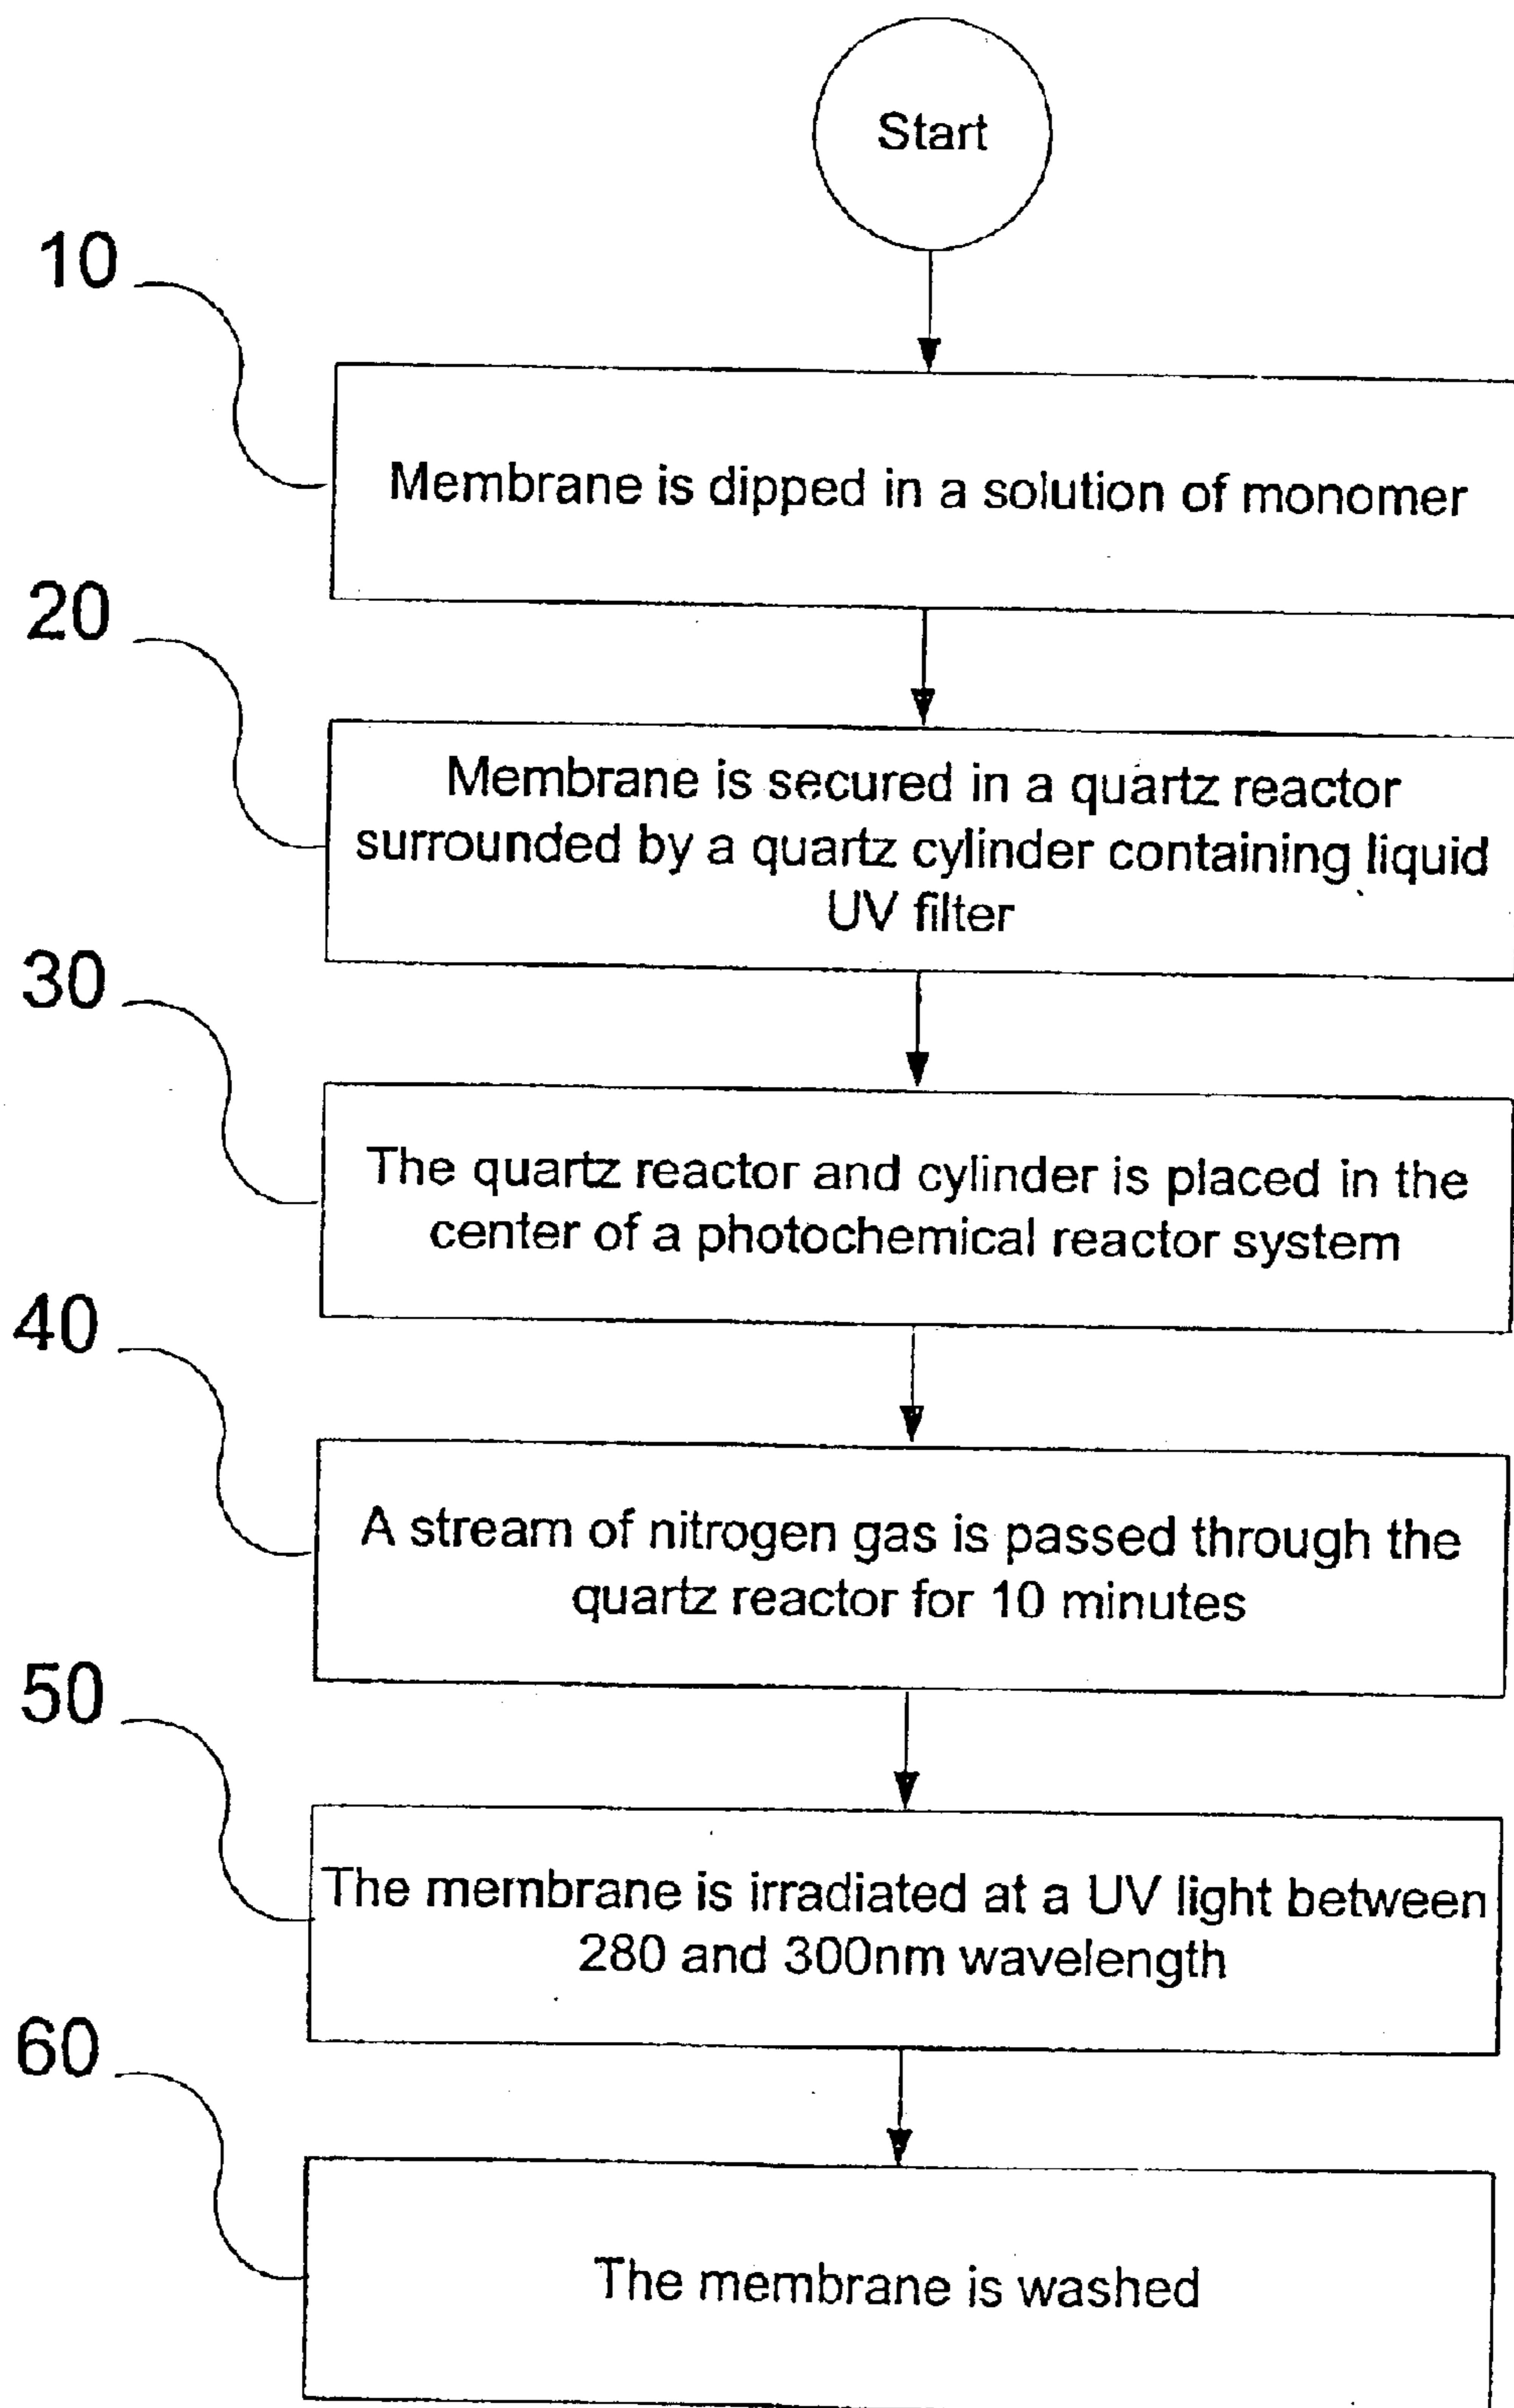 Start
10
Membrane is dipped in a solution of monomer
20
Membrane is secured in a quartz reactor
surrounded by a quartz cylinder containing liquid
UV filter
30
The quartz reactor and cylinder is placed in the
center of a photochemical reactor system
40
A stream of nitrogen gas is passed through the
quartz reactor for 10 minutes
50
The membrane is irradiated at a UV light between
280 and 300nm wavelength
60
The membrane is washed